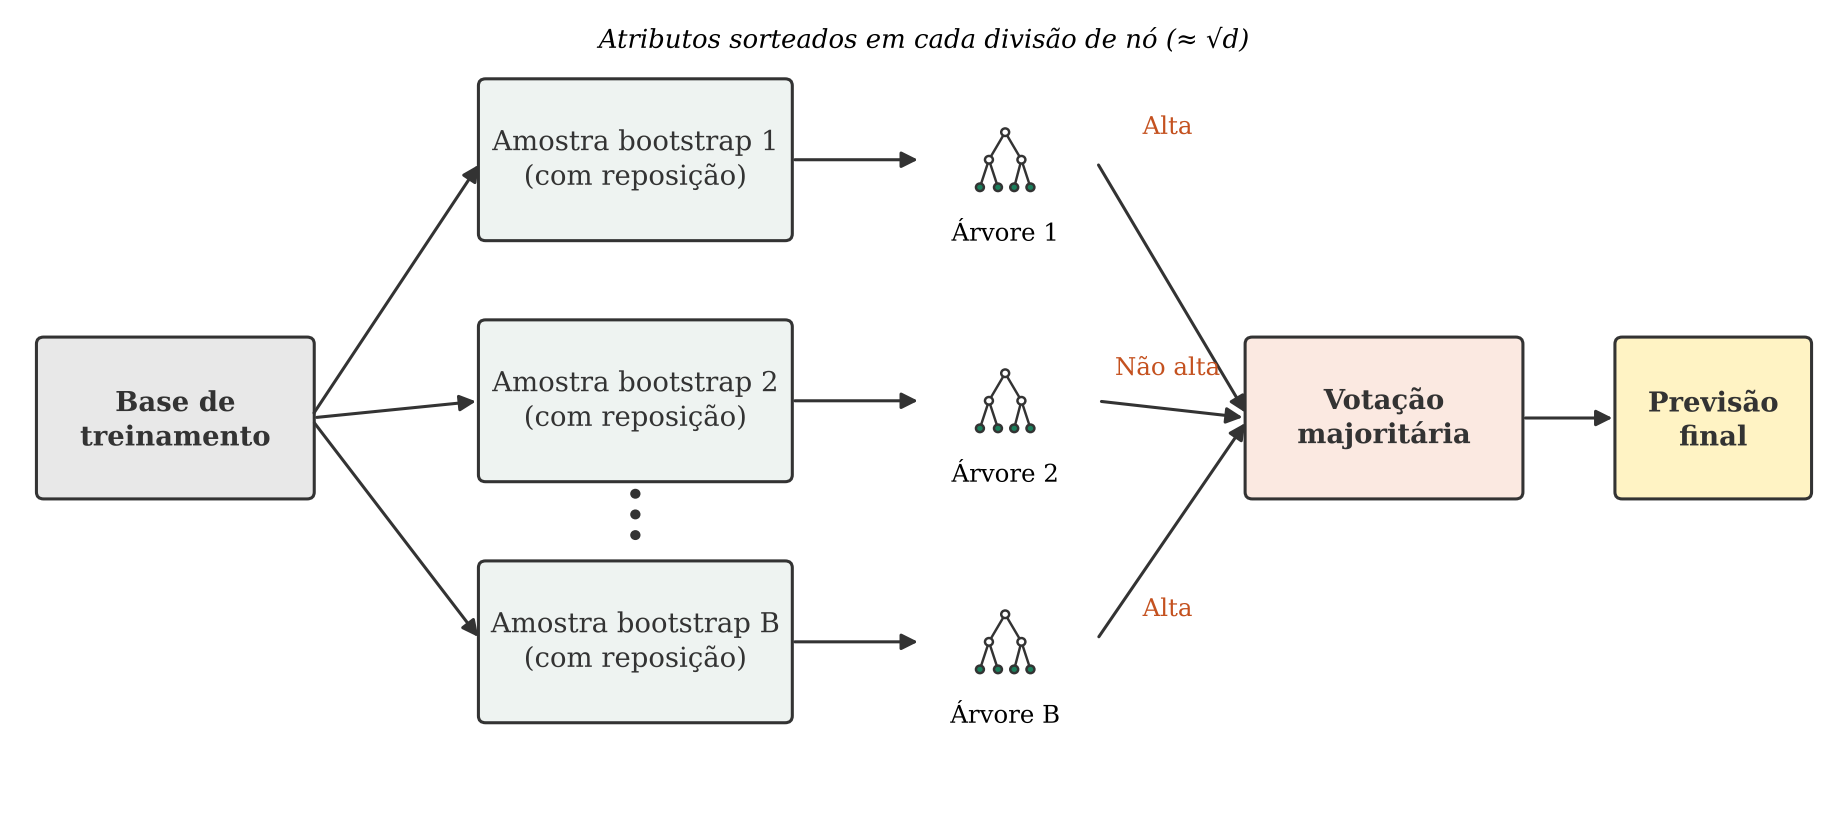 Atributos sorteados em cada divisão de nó (≈ √d)
Amostra bootstrap 1
(com reposição)
Árvore 1
Alta
Base de
treinamento
Amostra bootstrap 2
(com reposição)
Árvore 2
Não alta
Votação
majoritária
Previsão
final
Amostra bootstrap B
(com reposição)
Árvore B
Alta